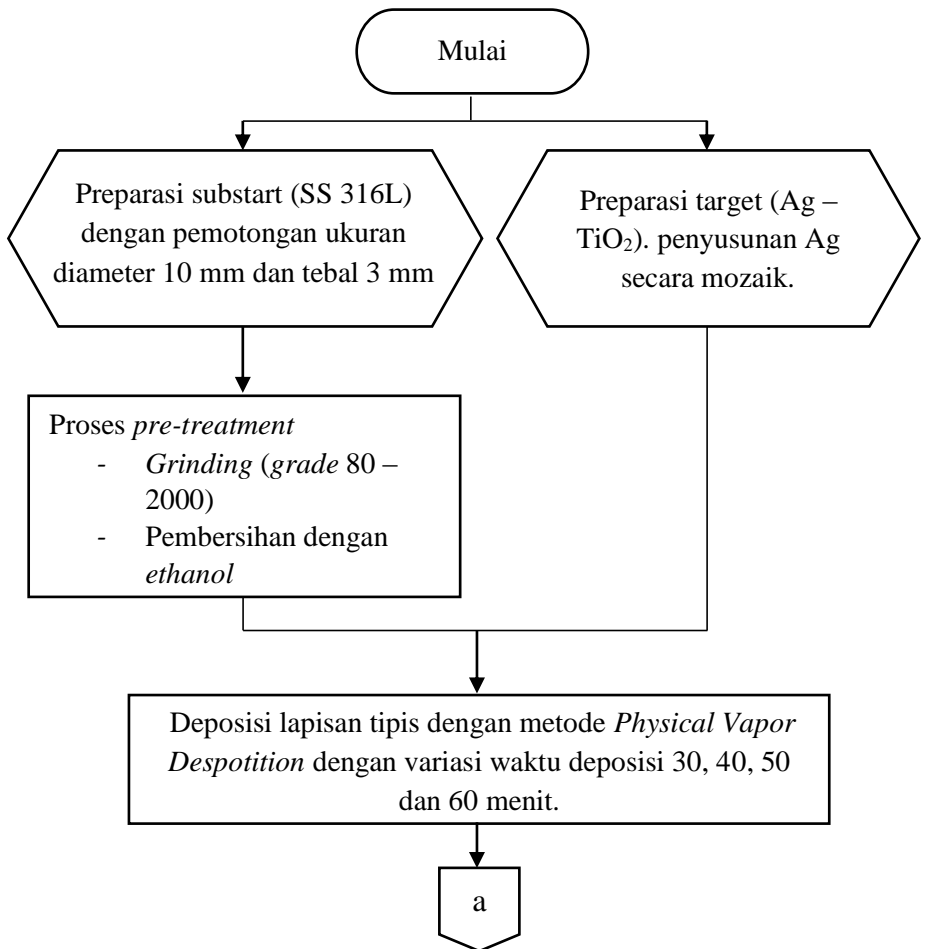 Mulai
Preparasi substart (SS 316L)
dengan pemotongan ukuran
diameter 10 mm dan tebal 3 mm
Preparasi target (Ag –
TiO₂). penyusunan Ag
secara mozaik.
Proses pre-treatment
- Grinding (grade 80 –
2000)
- Pembersihan dengan
ethanol
Deposisi lapisan tipis dengan metode Physical Vapor
Despotition dengan variasi waktu deposisi 30, 40, 50
dan 60 menit.
a